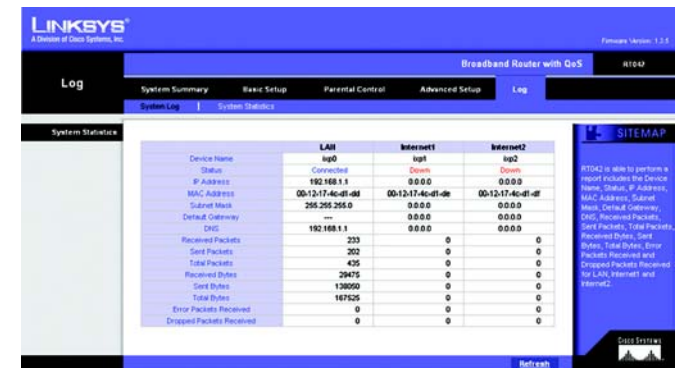 LINKSYS®
A Division of Cisco Systems, Inc.
Firmware Version: 1.3.5
Broadband Router with QoS RT042
Log
System Summary Basic Setup Parental Control Advanced Setup Log
System Log | System Statistics
System Statistics
LAN Internet1 Internet2
Device Name ixp0 ixp1 ixp2
Status Connected Down Down
IP Address 192.168.1.1 0.0.0.0 0.0.0.0
MAC Address 00-12-17-4c-d1-dd 00-12-17-4c-d1-de 00-12-17-4c-d1-df
Subnet Mask 255.255.255.0 0.0.0.0 0.0.0.0
Default Gateway --- 0.0.0.0 0.0.0.0
DNS 192.168.1.1 0.0.0.0 0.0.0.0
Received Packets 233 0 0
Sent Packets 202 0 0
Total Packets 435 0 0
Received Bytes 29475 0 0
Sent Bytes 138050 0 0
Total Bytes 167525 0 0
Error Packets Received 0 0 0
Dropped Packets Received 0 0 0
SITEMAP
RT042 is able to perform a
report includes the Device
Name, Status, IP Address,
MAC Address, Subnet
Mask, Default Gateway,
DNS, Received Packets,
Sent Packets, Total Packets,
Received Bytes, Sent
Bytes, Total Bytes, Error
Packets Received and
Dropped Packets Received
for LAN, Internet1 and
Internet2.
Refresh
CISCO SYSTEMS